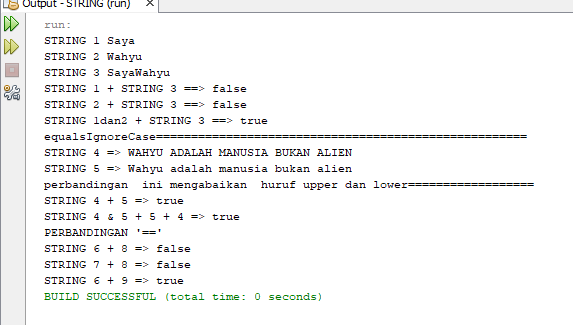 Output - STRING (run)
run:
STRING 1 Saya
STRING 2 Wahyu
STRING 3 SayaWahyu
STRING 1 + STRING 3 ==> false
STRING 2 + STRING 3 ==> false
STRING 1dan2 + STRING 3 ==> true
equalsIgnoreCase=====================================================
STRING 4 => WAHYU ADALAH MANUSIA BUKAN ALIEN
STRING 5 => Wahyu adalah manusia bukan alien
perbandingan  ini mengabaikan  huruf upper dan lower==================
STRING 4 + 5 => true
STRING 4 & 5 + 5 + 4 => true
PERBANDINGAN '=='
STRING 6 + 8 => false
STRING 7 + 8 => false
STRING 6 + 9 => true
BUILD SUCCESSFUL (total time: 0 seconds)